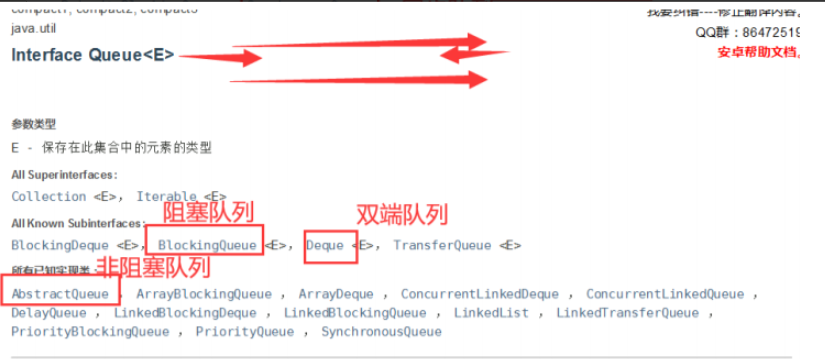 compact1, compact2, compact3
我要纠错----修正翻译内容。
java.util
QQ群：86472519
Interface Queue<E>
安卓帮助文档。
参数类型
E - 保存在此集合中的元素的类型
All Superinterfaces:
Collection <E>， Iterable <E>
阻塞队列 双端队列
All Known Subinterfaces:
BlockingDeque <E>， BlockingQueue <E>， Deque <E>， TransferQueue <E>
所有已知实现类：
非阻塞队列
AbstractQueue ， ArrayBlockingQueue ， ArrayDeque ， ConcurrentLinkedDeque ， ConcurrentLinkedQueue ，
DelayQueue ， LinkedBlockingDeque ， LinkedBlockingQueue ， LinkedList ， LinkedTransferQueue ，
PriorityBlockingQueue ， PriorityQueue ， SynchronousQueue